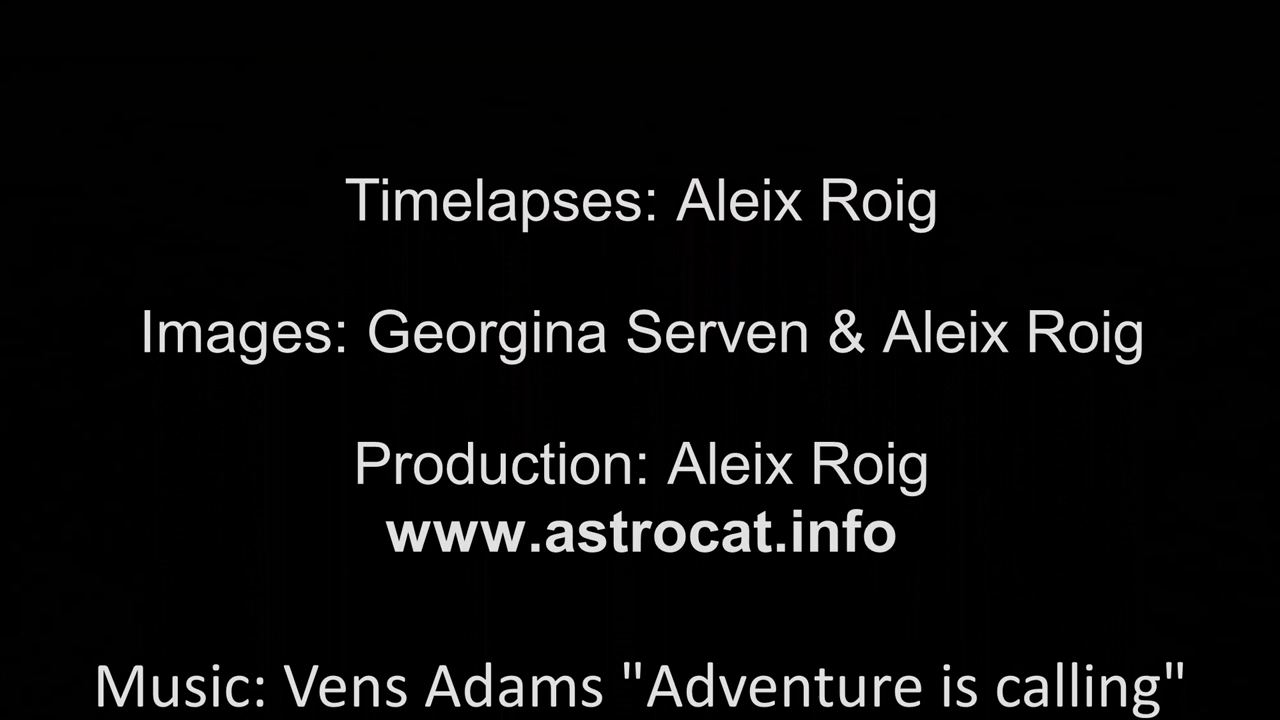 Timelapses: Aleix Roig
Images: Georgina Serven & Aleix Roig
Production: Aleix Roig
www.astrocat.info
Music: Vens Adams "Adventure is calling"